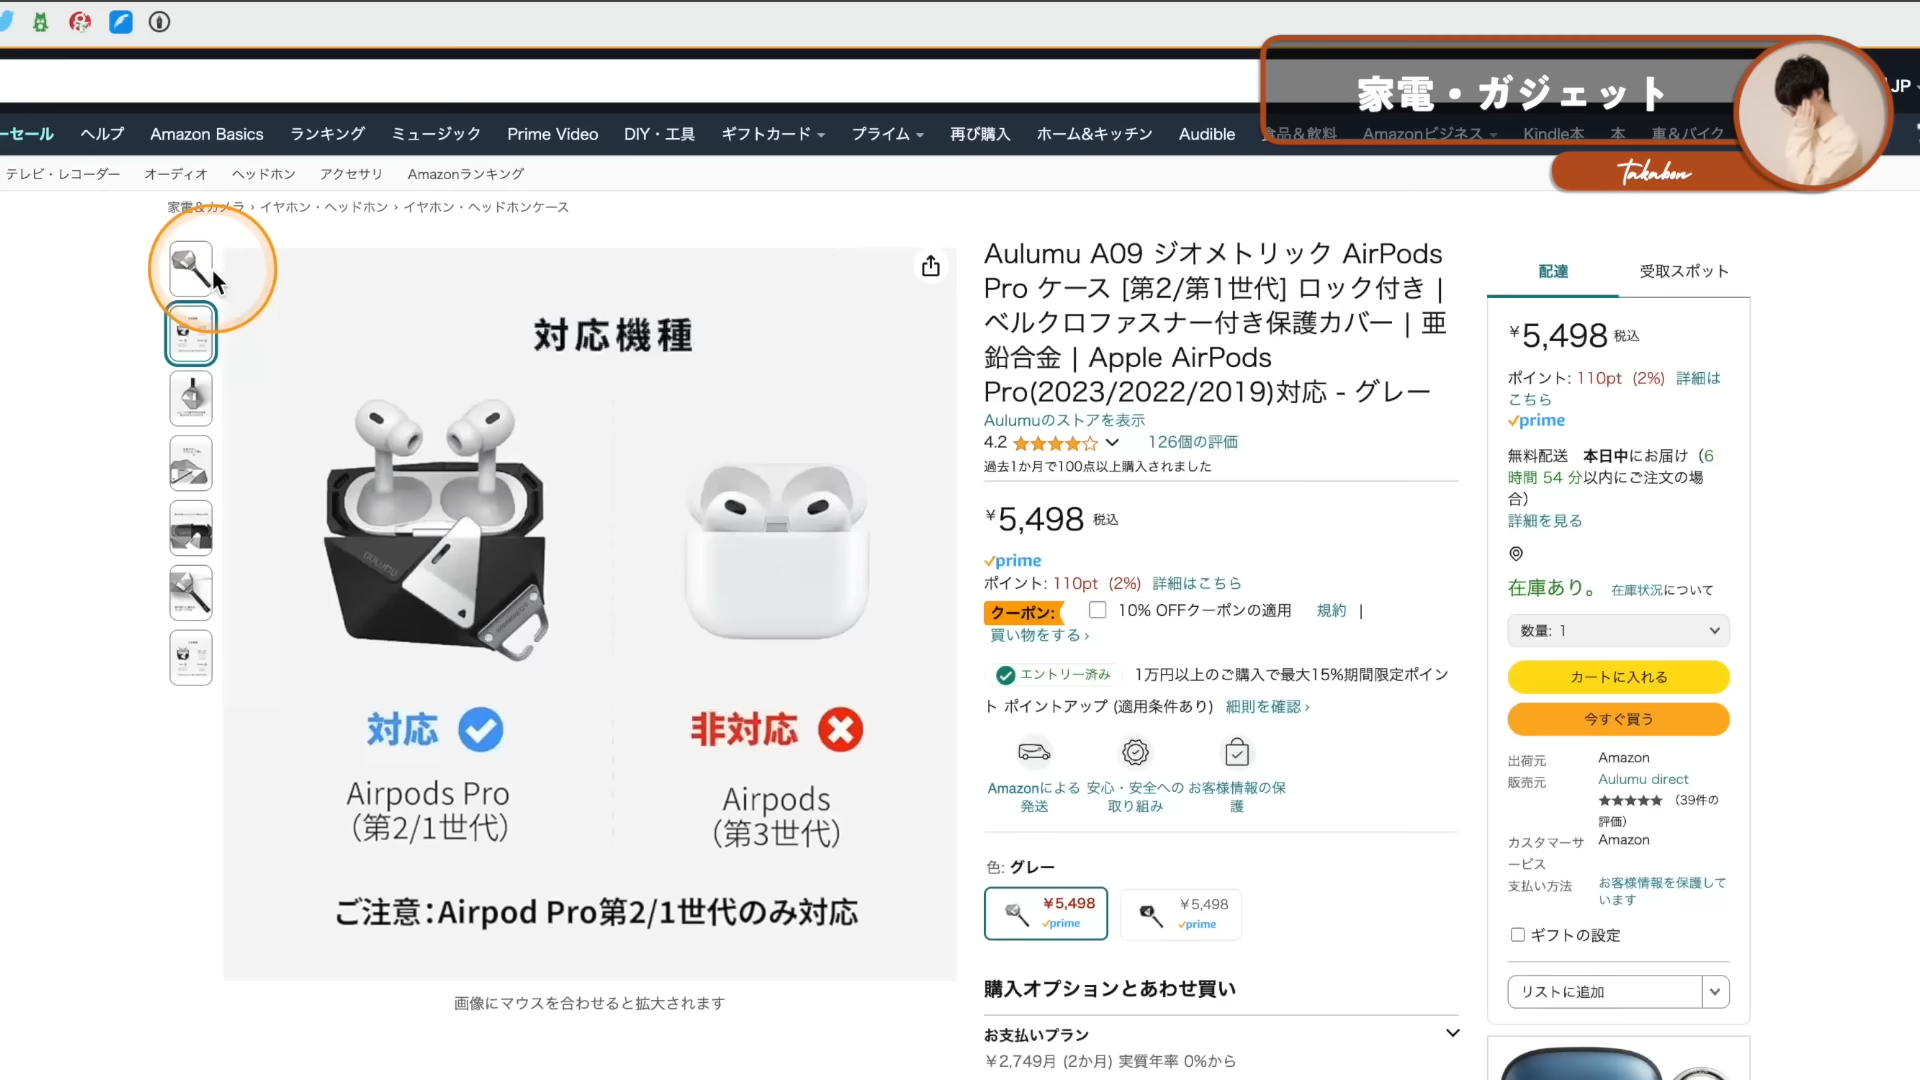 家電・ガジェット
JP
ーセール ヘルプ Amazon Basics ランキング ミュージック Prime Video DIY・工具 ギフトカード プライム 再び購入 ホーム&キッチン Audible 食品&飲料 Amazonビジネス Kindle本 本 車&バイク
Takabon
テレビ・レコーダー オーディオ ヘッドホン アクセサリ Amazonランキング
家電&カメラ › イヤホン・ヘッドホン › イヤホン・ヘッドホンケース
対応機種
AULUMU
対応
非対応
Airpods Pro
(第2/1世代)
Airpods
(第3世代)
ご注意:Airpod Pro第2/1世代のみ対応
画像にマウスを合わせると拡大されます
Aulumu A09 ジオメトリック AirPods
Pro ケース [第2/第1世代] ロック付き |
ベルクロファスナー付き保護カバー | 亜
鉛合金 | Apple AirPods
Pro(2023/2022/2019)対応 - グレー
Aulumuのストアを表示
4.2 126個の評価
過去1か月で100点以上購入されました
¥5,498 税込
prime
ポイント: 110pt (2%) 詳細はこちら
クーポン: 10% OFFクーポンの適用 規約 |
買い物をする ›
エントリー済み 1万円以上のご購入で最大15%期間限定ポイン
ト ポイントアップ (適用条件あり) 細則を確認 ›
Amazonによる
発送
安心・安全への
取り組み
お客様情報の保
護
色: グレー
¥5,498
prime
¥5,498
prime
購入オプションとあわせ買い
お支払いプラン
¥2,749月 (2か月) 実質年率 0%から
配達 受取スポット
¥5,498 税込
ポイント: 110pt (2%) 詳細は
こちら
prime
無料配送 本日中にお届け(6
時間 54 分以内にご注文の場
合)
詳細を見る
在庫あり。 在庫状況について
数量: 1
カートに入れる
今すぐ買う
出荷元 Amazon
販売元 Aulumu direct
★★★★★ (39件の
評価)
カスタマーサ
ービス Amazon
支払い方法 お客様情報を保護して
います
ギフトの設定
リストに追加